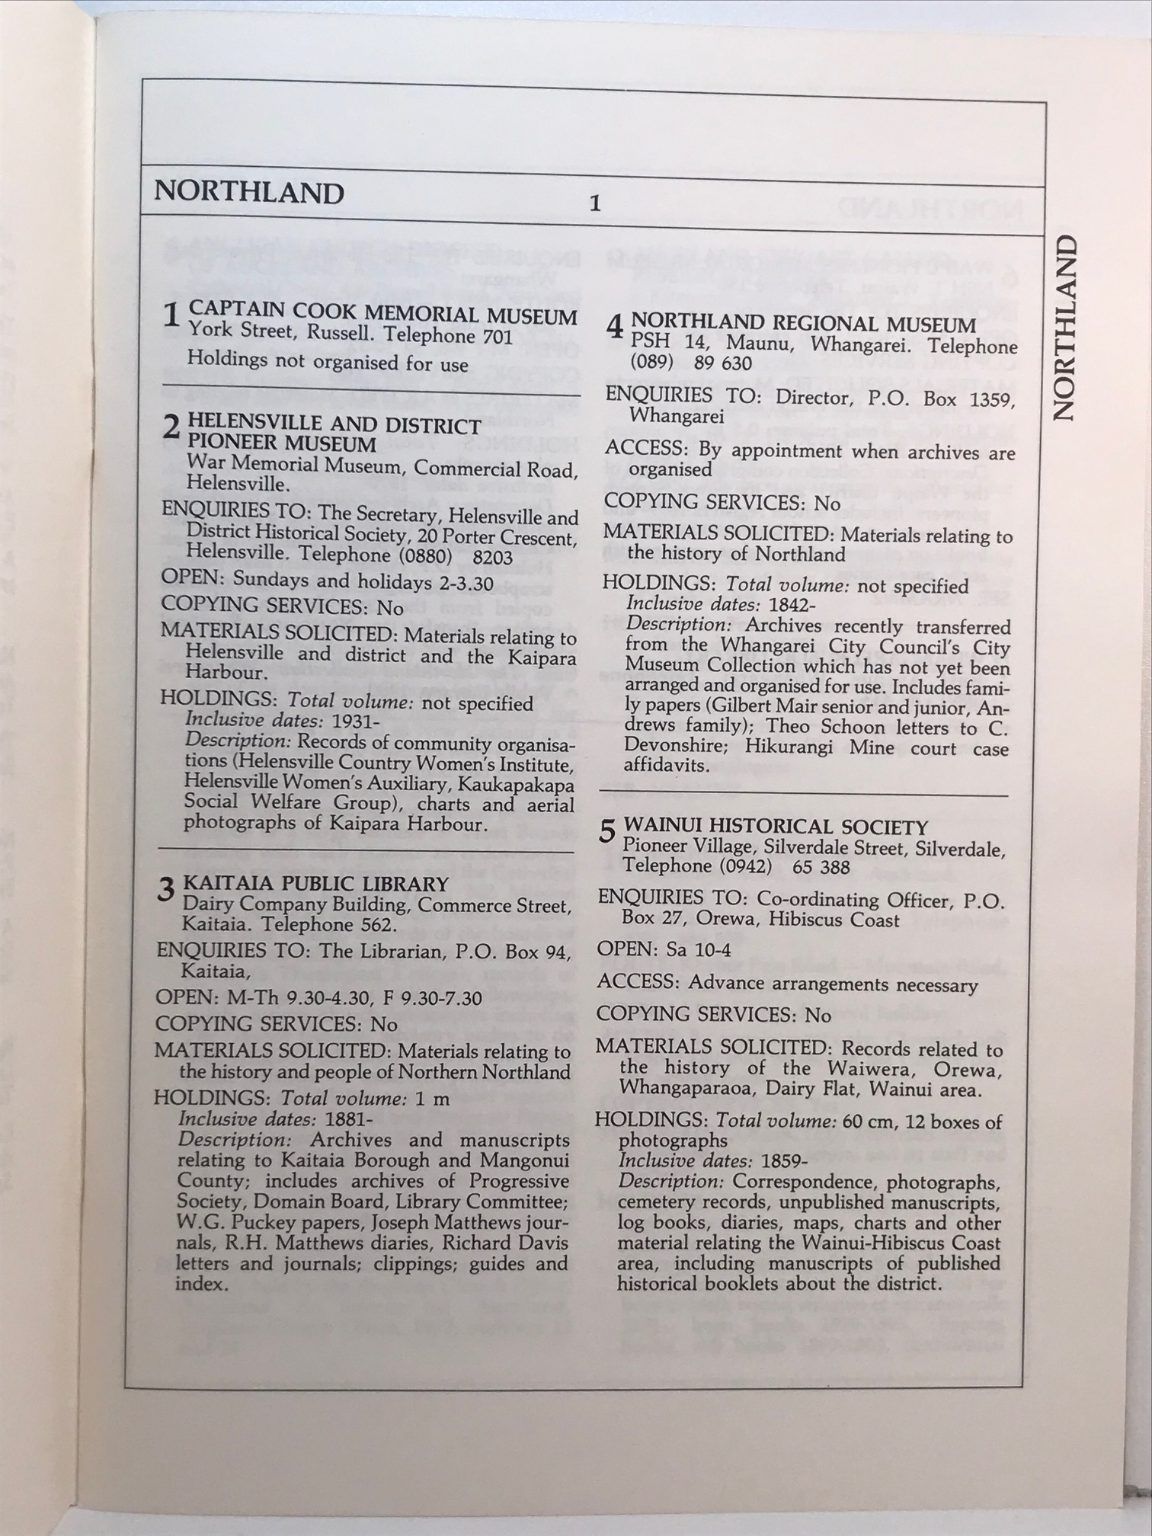 NORTHLAND
1
NORTHLAND
1 CAPTAIN COOK MEMORIAL MUSEUM
York Street, Russell. Telephone 701
Holdings not organised for use
2 HELENSVILLE AND DISTRICT
PIONEER MUSEUM
War Memorial Museum, Commercial Road,
Helensville.
ENQUIRIES TO: The Secretary, Helensville and
District Historical Society, 20 Porter Crescent,
Helensville. Telephone (0880) 8203
OPEN: Sundays and holidays 2-3.30
COPYING SERVICES: No
MATERIALS SOLICITED: Materials relating to
Helensville and district and the Kaipara
Harbour.
HOLDINGS: Total volume: not specified
Inclusive dates: 1931-
Description: Records of community organisa-
tions (Helensville Country Women's Institute,
Helensville Women's Auxiliary, Kaukapakapa
Social Welfare Group), charts and aerial
photographs of Kaipara Harbour.
3 KAITAIA PUBLIC LIBRARY
Dairy Company Building, Commerce Street,
Kaitaia. Telephone 562.
ENQUIRIES TO: The Librarian, P.O. Box 94,
Kaitaia,
OPEN: M-Th 9.30-4.30, F 9.30-7.30
COPYING SERVICES: No
MATERIALS SOLICITED: Materials relating to
the history and people of Northern Northland
HOLDINGS: Total volume: 1 m
Inclusive dates: 1881-
Description: Archives and manuscripts
relating to Kaitaia Borough and Mangonui
County; includes archives of Progressive
Society, Domain Board, Library Committee;
W.G. Puckey papers, Joseph Matthews jour-
nals, R.H. Matthews diaries, Richard Davis
letters and journals; clippings; guides and
index.
4 NORTHLAND REGIONAL MUSEUM
PSH 14, Maunu, Whangarei. Telephone
(089) 89 630
ENQUIRIES TO: Director, P.O. Box 1359,
Whangarei
ACCESS: By appointment when archives are
organised
COPYING SERVICES: No
MATERIALS SOLICITED: Materials relating to
the history of Northland
HOLDINGS: Total volume: not specified
Inclusive dates: 1842-
Description: Archives recently transferred
from the Whangarei City Council's City
Museum Collection which has not yet been
arranged and organised for use. Includes fami-
ly papers (Gilbert Mair senior and junior, An-
drews family); Theo Schoon letters to C.
Devonshire; Hikurangi Mine court case
affidavits.
5 WAINUI HISTORICAL SOCIETY
Pioneer Village, Silverdale Street, Silverdale,
Telephone (0942) 65 388
ENQUIRIES TO: Co-ordinating Officer, P.O.
Box 27, Orewa, Hibiscus Coast
OPEN: Sa 10-4
ACCESS: Advance arrangements necessary
COPYING SERVICES: No
MATERIALS SOLICITED: Records related to
the history of the Waiwera, Orewa,
Whangaparaoa, Dairy Flat, Wainui area.
HOLDINGS: Total volume: 60 cm, 12 boxes of
photographs
Inclusive dates: 1859-
Description: Correspondence, photographs,
cemetery records, unpublished manuscripts,
log books, diaries, maps, charts and other
material relating the Wainui-Hibiscus Coast
area, including manuscripts of published
historical booklets about the district.